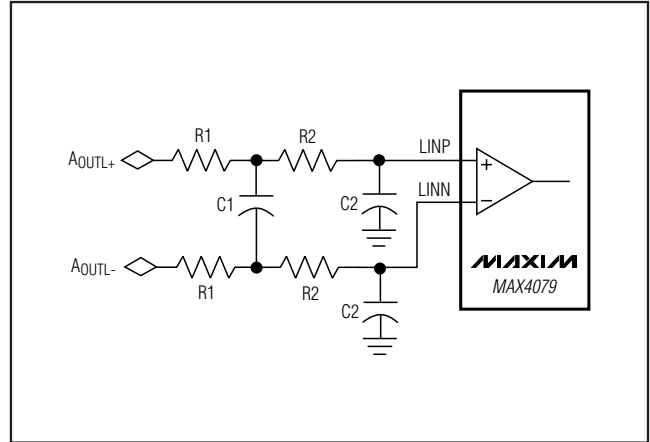 R1
R2
LINP
AOUTL+
+
LINN
C1
C2
−
AOUTL-
MAXIM
MAX4079
R1
R2
C2